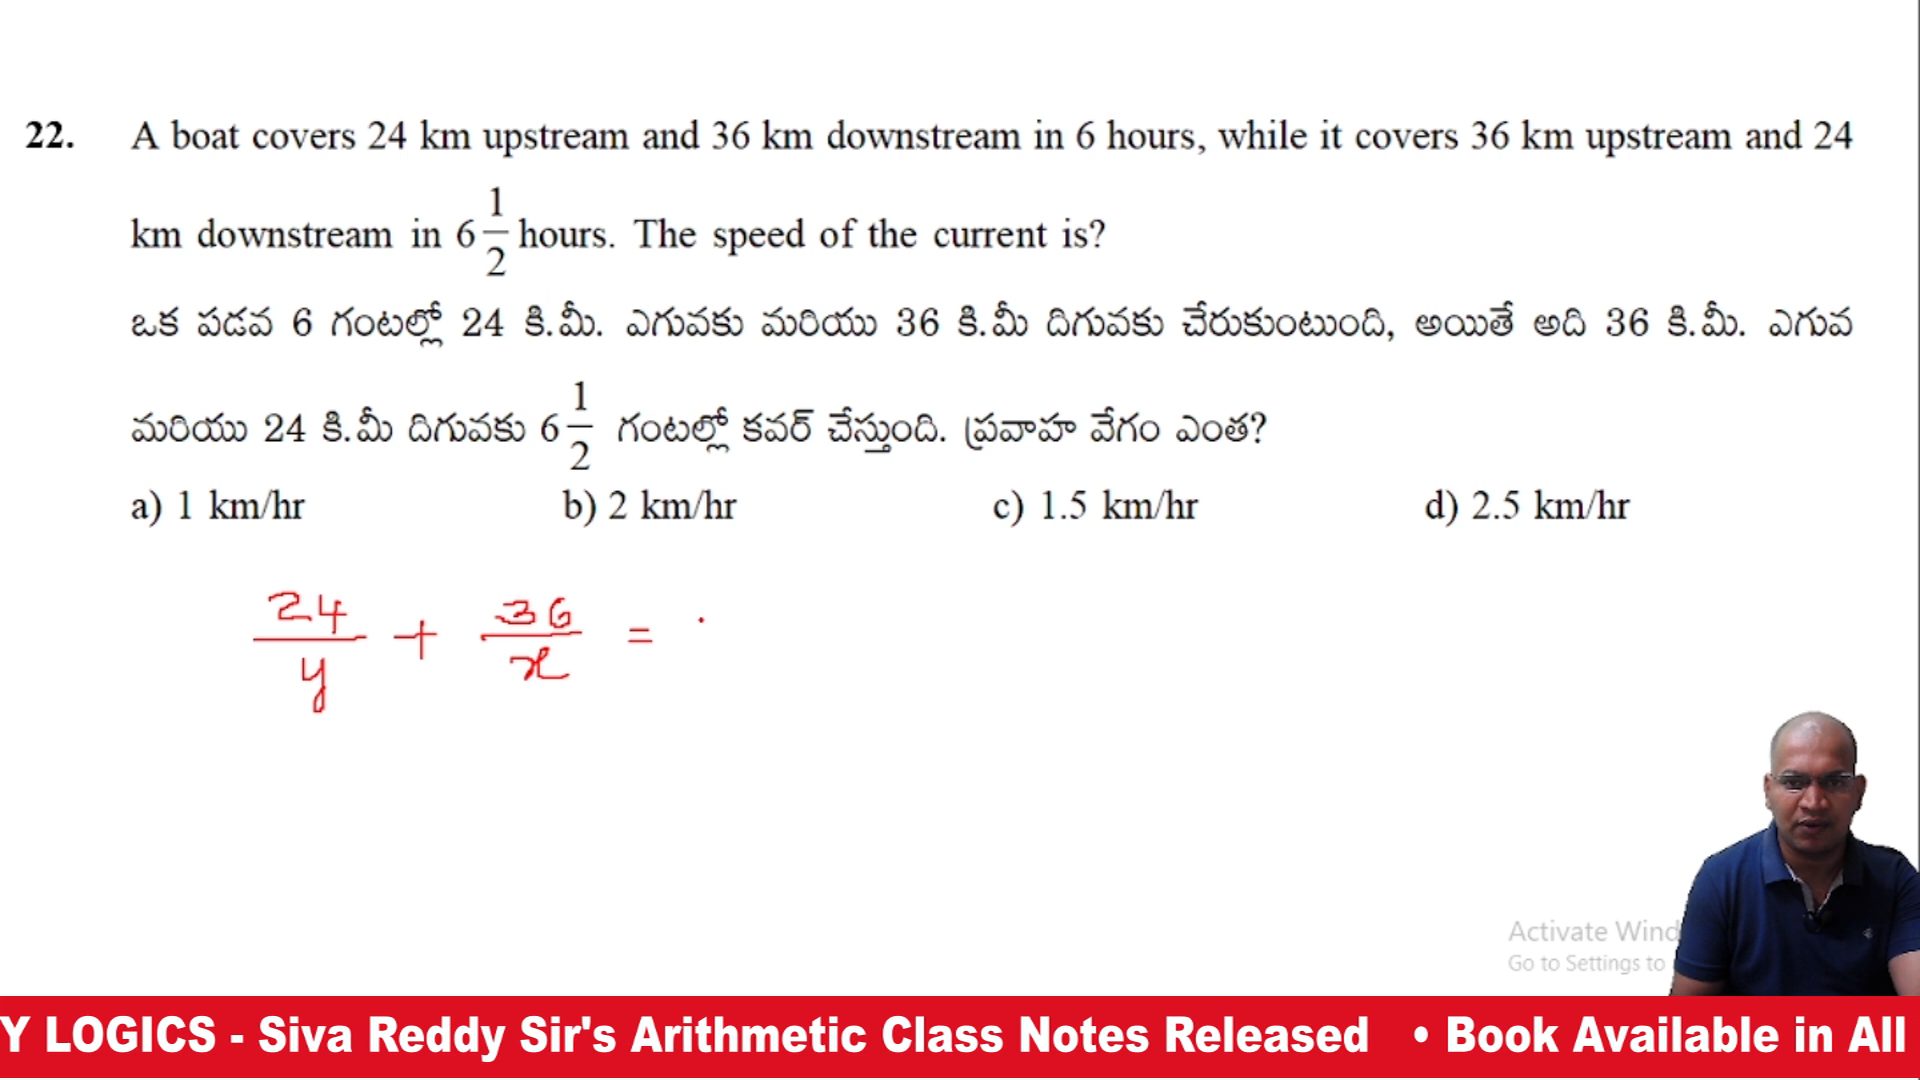 22. A boat covers 24 km upstream and 36 km downstream in 6 hours, while it covers 36 km upstream and 24
km downstream in 6 1/2 hours. The speed of the current is?
ఒక పడవ 6 గంటల్లో 24 కి.మీ. ఎగువకు మరియు 36 కి.మీ దిగువకు చేరుకుంటుంది, అయితే అది 36 కి.మీ. ఎగువ
మరియు 24 కి.మీ దిగువకు 6 1/2 గంటల్లో కవర్ చేస్తుంది. ప్రవాహ వేగం ఎంత?
a) 1 km/hr b) 2 km/hr c) 1.5 km/hr d) 2.5 km/hr
24/y + 36/x =
Activate Wind
Go to Settings to
Y LOGICS - Siva Reddy Sir's Arithmetic Class Notes Released • Book Available in All